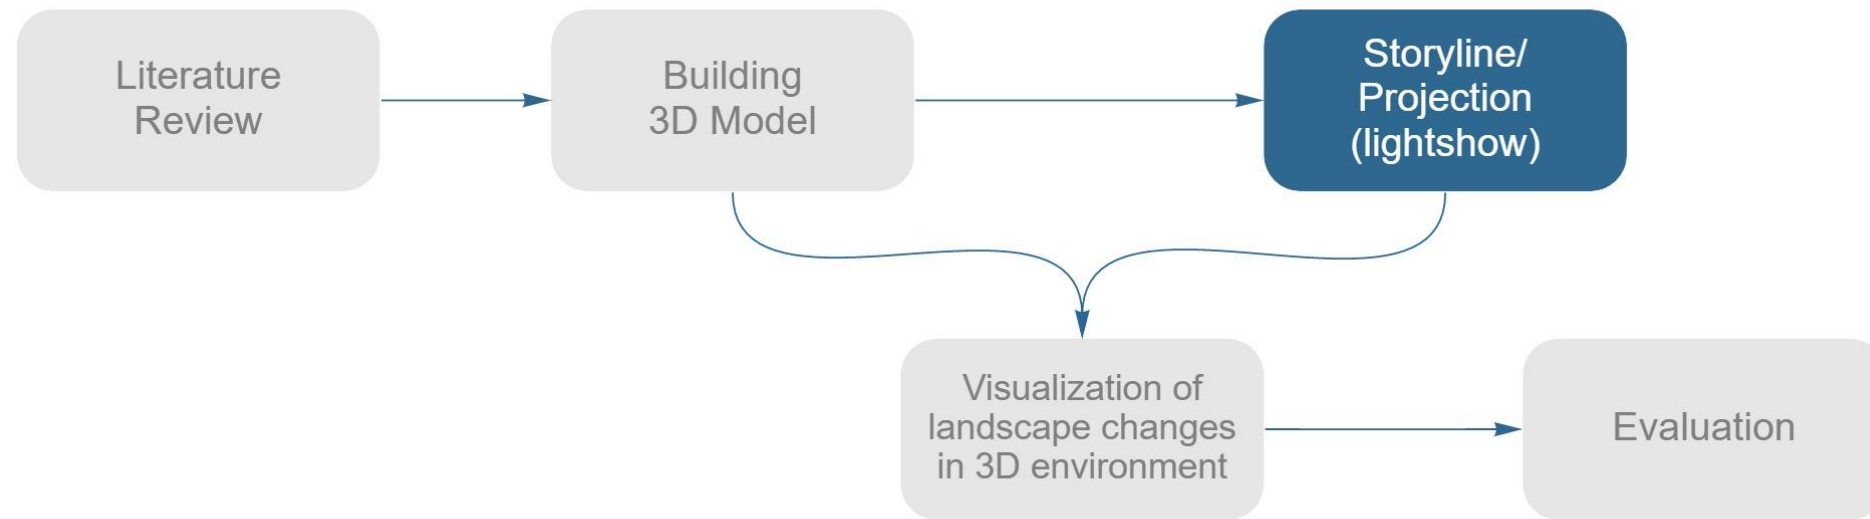 Literature
Review
Building
3D Model
Storyline/
Projection
(lightshow)
Visualization of
landscape changes
in 3D environment
Evaluation